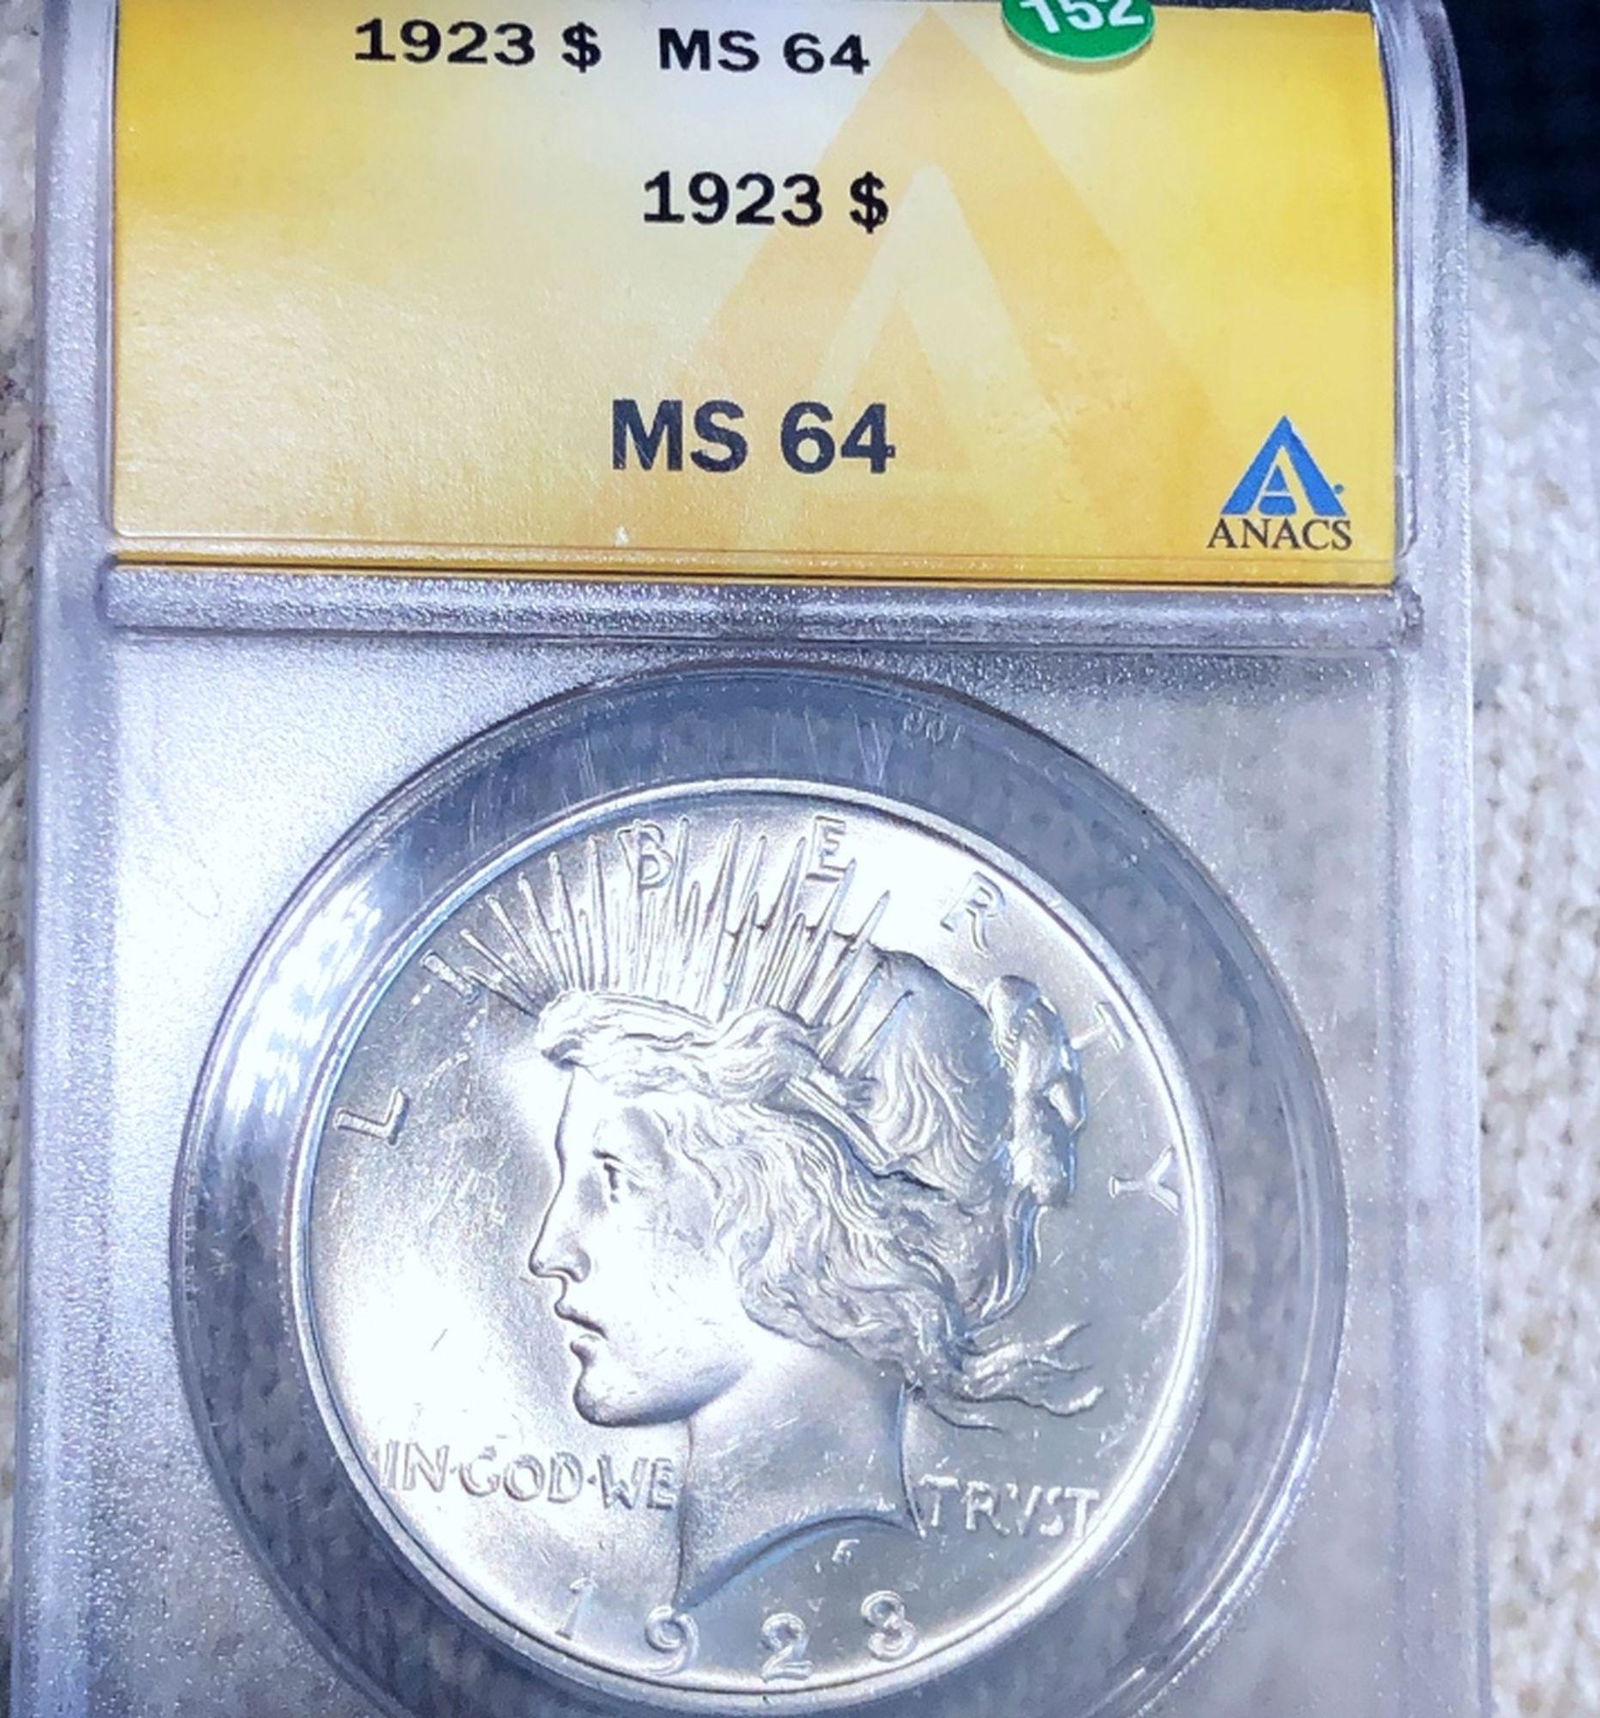 152
1923 $ MS 64
1923 $
MS 64
ANACS
LIBERTY
IN·GOD·WE TRVST
1923